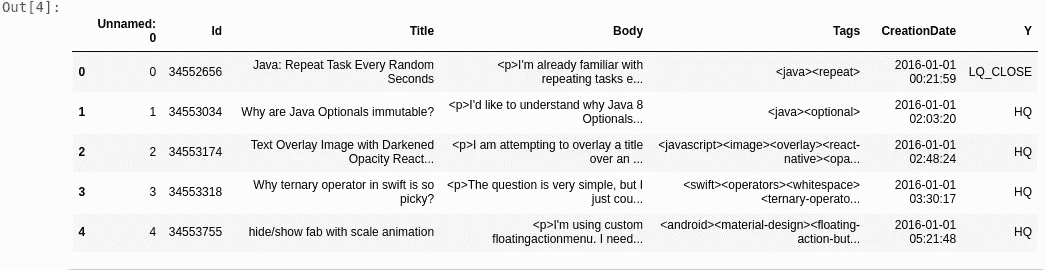 Out[4]:
Unnamed: 0 Id Title Body Tags CreationDate Y
0 0 34552656 Java: Repeat Task Every Random Seconds <p>I'm already familiar with repeating tasks e... <java><repeat> 2016-01-01 00:21:59 LQ_CLOSE
1 1 34553034 Why are Java Optionals immutable? <p>I'd like to understand why Java 8 Optionals... <java><optional> 2016-01-01 02:03:20 HQ
2 2 34553174 Text Overlay Image with Darkened Opacity React... <p>I am attempting to overlay a title over an ... <javascript><image><overlay><react-native><opa... 2016-01-01 02:48:24 HQ
3 3 34553318 Why ternary operator in swift is so picky? <p>The question is very simple, but I just cou... <swift><operators><whitespace><ternary-operato... 2016-01-01 03:30:17 HQ
4 4 34553755 hide/show fab with scale animation <p>I'm using custom floatingactionmenu. I need... <android><material-design><floating-action-but... 2016-01-01 05:21:48 HQ